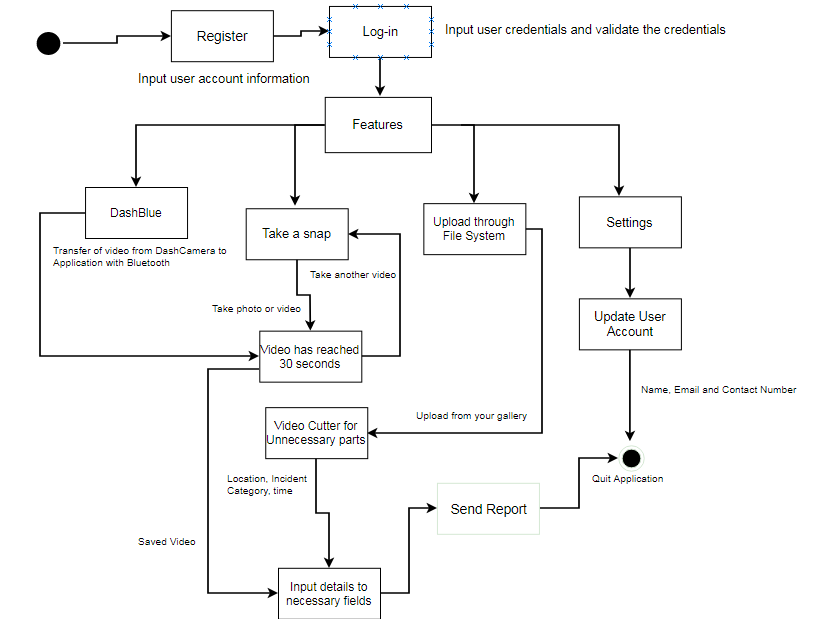 Register
Log-in
Input user credentials and validate the credentials
Input user account information
Features
DashBlue
Take a snap
Upload through
File System
Settings
Transfer of video from DashCamera to
Application with Bluetooth
Take another video
Take photo or video
Update User
Account
Video has reached
30 seconds
Name, Email and Contact Number
Video Cutter for
Unnecessary parts
Upload from your gallery
Location, Incident
Category, time
Quit Application
Send Report
Saved Video
Input details to
necessary fields